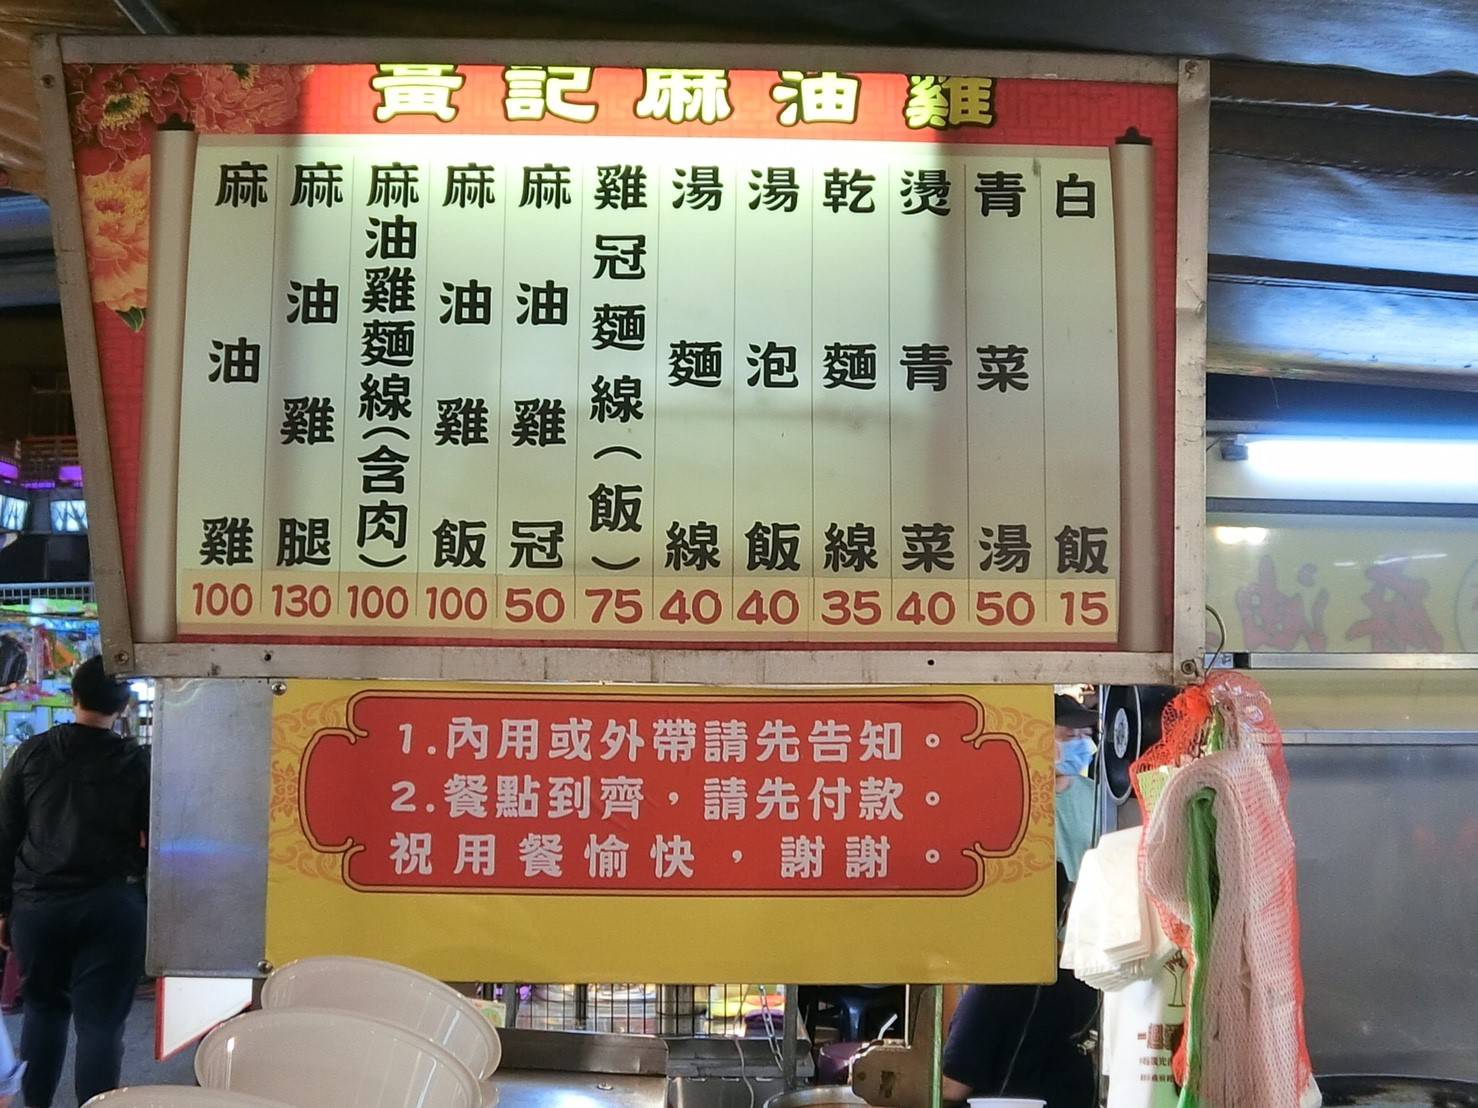 黃記麻油雞
麻油雞 100
麻油雞腿 130
麻油雞麵線(含肉) 100
麻油雞飯 100
麻油雞冠 50
雞冠麵線(飯) 75
湯麵線 40
湯泡飯 40
乾麵線 35
燙青菜 40
青菜湯 50
白飯 15
1.內用或外帶請先告知。
2.餐點到齊，請先付款。
祝用餐愉快，謝謝。
麻油